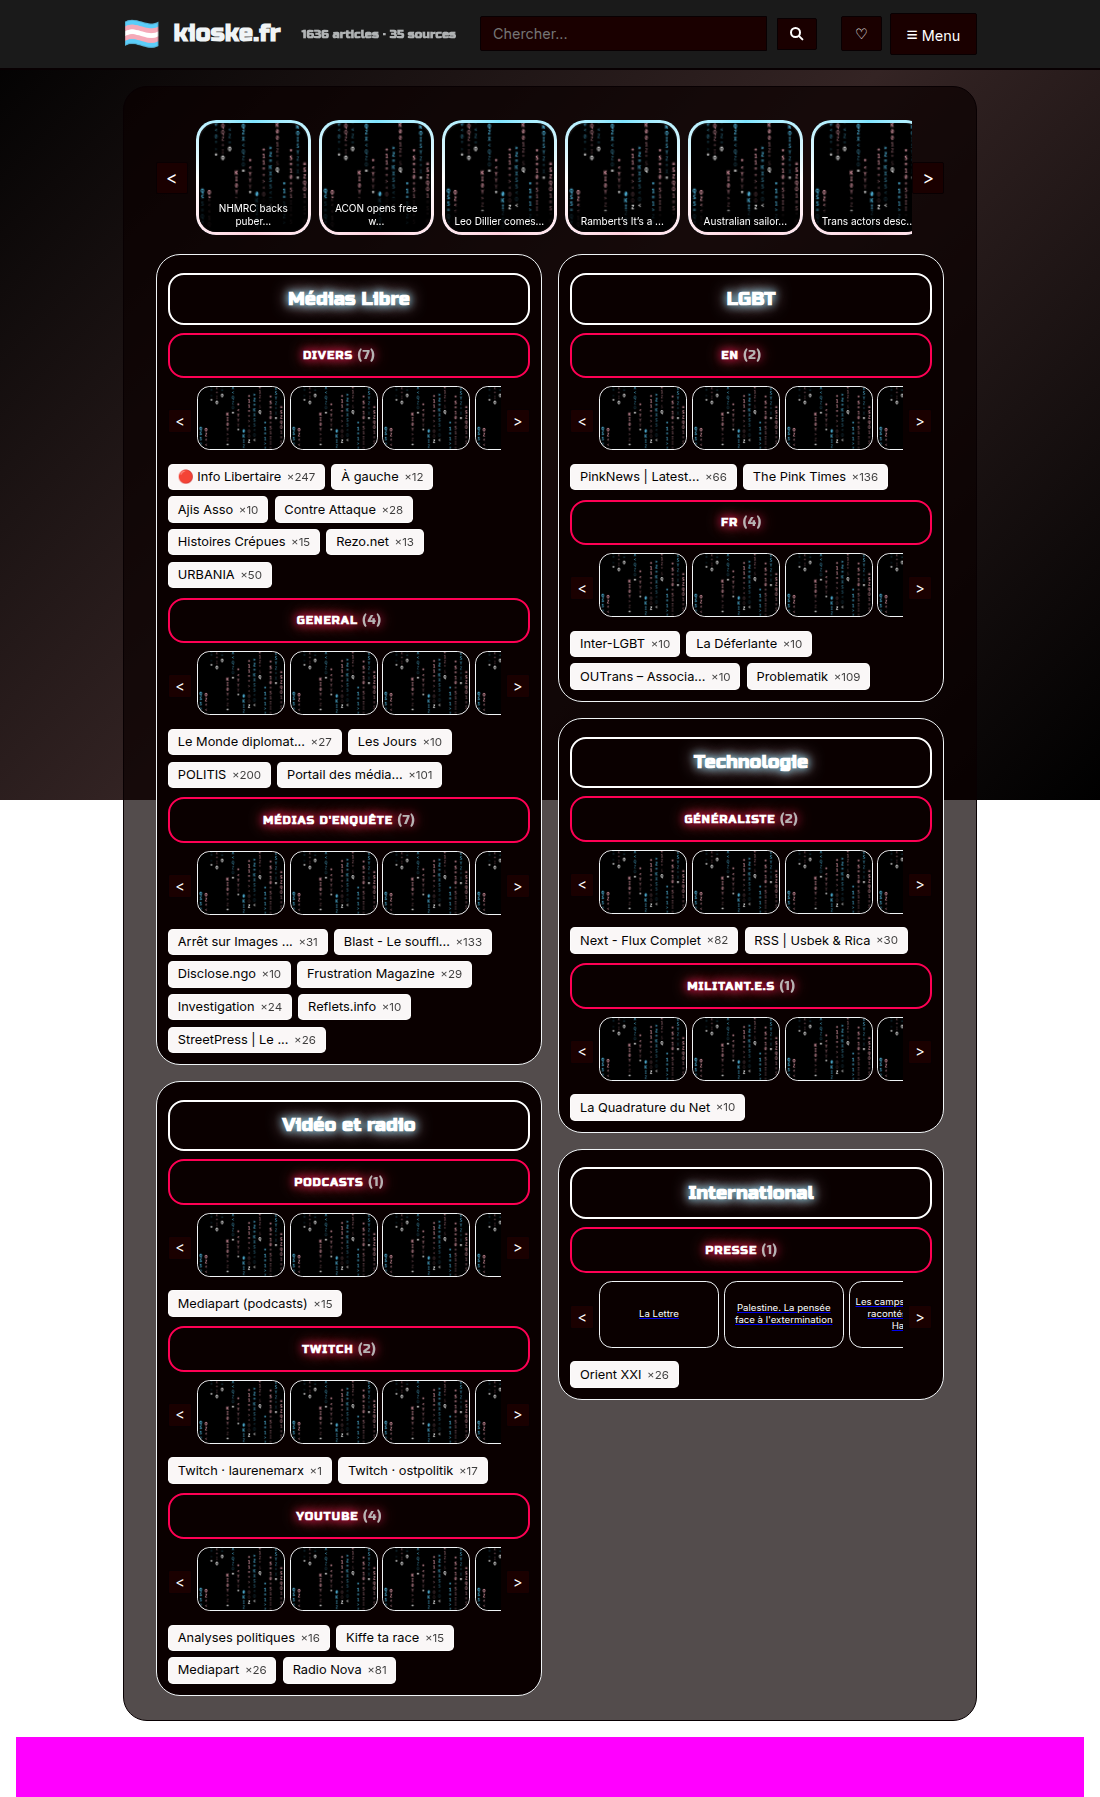 kioske.fr
1636 articles · 35 sources
Chercher...
♡
≡ Menu
<
NHMRC backs
puber...
ACON opens free
w...
Leo Dillier comes...
Rambert's It's a ...
Australian sailor...
Trans actors desc...
>
Médias Libre
DIVERS (7)
<
>
🔴 Info Libertaire ×247
À gauche ×12
Ajis Asso ×10
Contre Attaque ×28
Histoires Crépues ×15
Rezo.net ×13
URBANIA ×50
GENERAL (4)
<
>
Le Monde diplomat... ×27
Les Jours ×10
POLITIS ×200
Portail des média... ×101
MÉDIAS D'ENQUÊTE (7)
<
>
Arrêt sur Images ... ×31
Blast - Le souffl... ×133
Disclose.ngo ×10
Frustration Magazine ×29
Investigation ×24
Reflets.info ×10
StreetPress | Le ... ×26
Vidéo et radio
PODCASTS (1)
<
>
Mediapart (podcasts) ×15
TWITCH (2)
<
>
Twitch · laurenemarx ×1
Twitch · ostpolitik ×17
YOUTUBE (4)
<
>
Analyses politiques ×16
Kiffe ta race ×15
Mediapart ×26
Radio Nova ×81
LGBT
EN (2)
<
>
PinkNews | Latest... ×66
The Pink Times ×136
FR (4)
<
>
Inter-LGBT ×10
La Déferlante ×10
OUTrans – Associa... ×10
Problematik ×109
Technologie
GÉNÉRALISTE (2)
<
>
Next - Flux Complet ×82
RSS | Usbek & Rica ×30
MILITANT.E.S (1)
<
>
La Quadrature du Net ×10
International
PRESSE (1)
<
La Lettre
Palestine. La pensée
face à l'extermination
Les camps
raconté
Ha
>
Orient XXI ×26